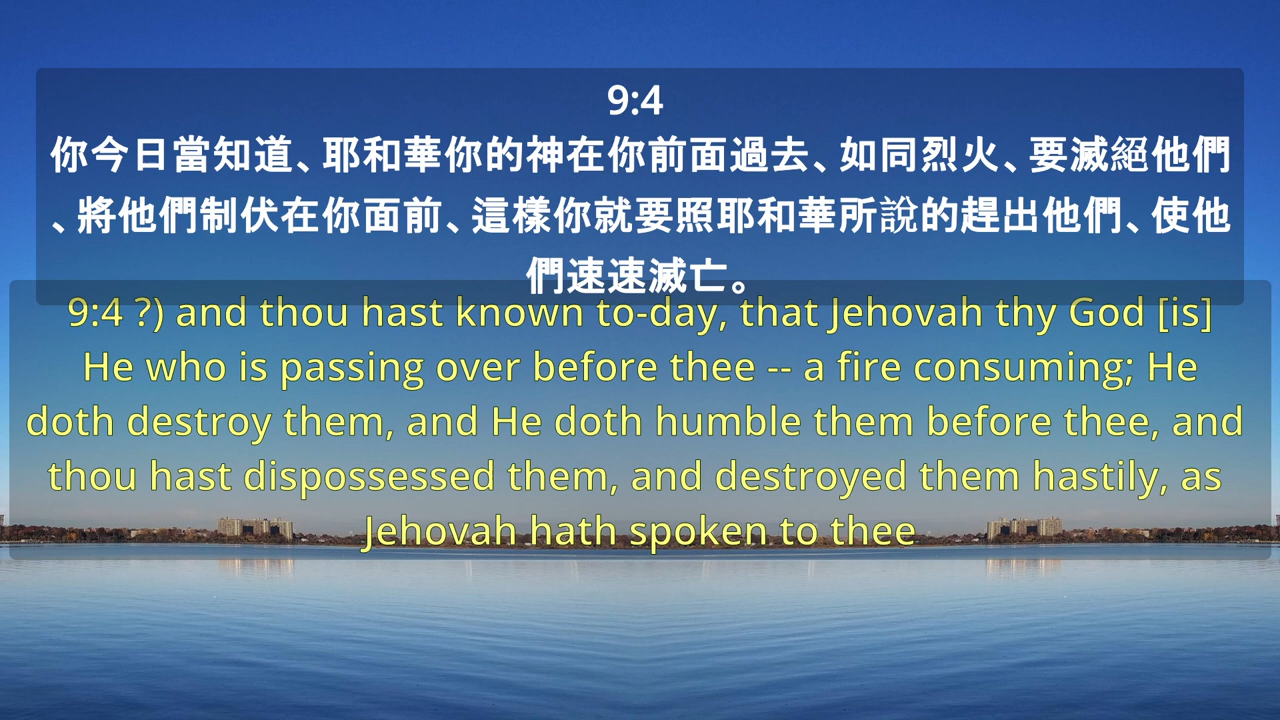 9:4
你今日當知道、耶和華你的神在你前面過去、如同烈火、要滅絕他們
、將他們制伏在你面前、這樣你就要照耶和華所說的趕出他們、使他
們速速滅亡。
9:4 ?) and thou hast known to-day, that Jehovah thy God [is]
He who is passing over before thee -- a fire consuming; He
doth destroy them, and He doth humble them before thee, and
thou hast dispossessed them, and destroyed them hastily, as
Jehovah hath spoken to thee